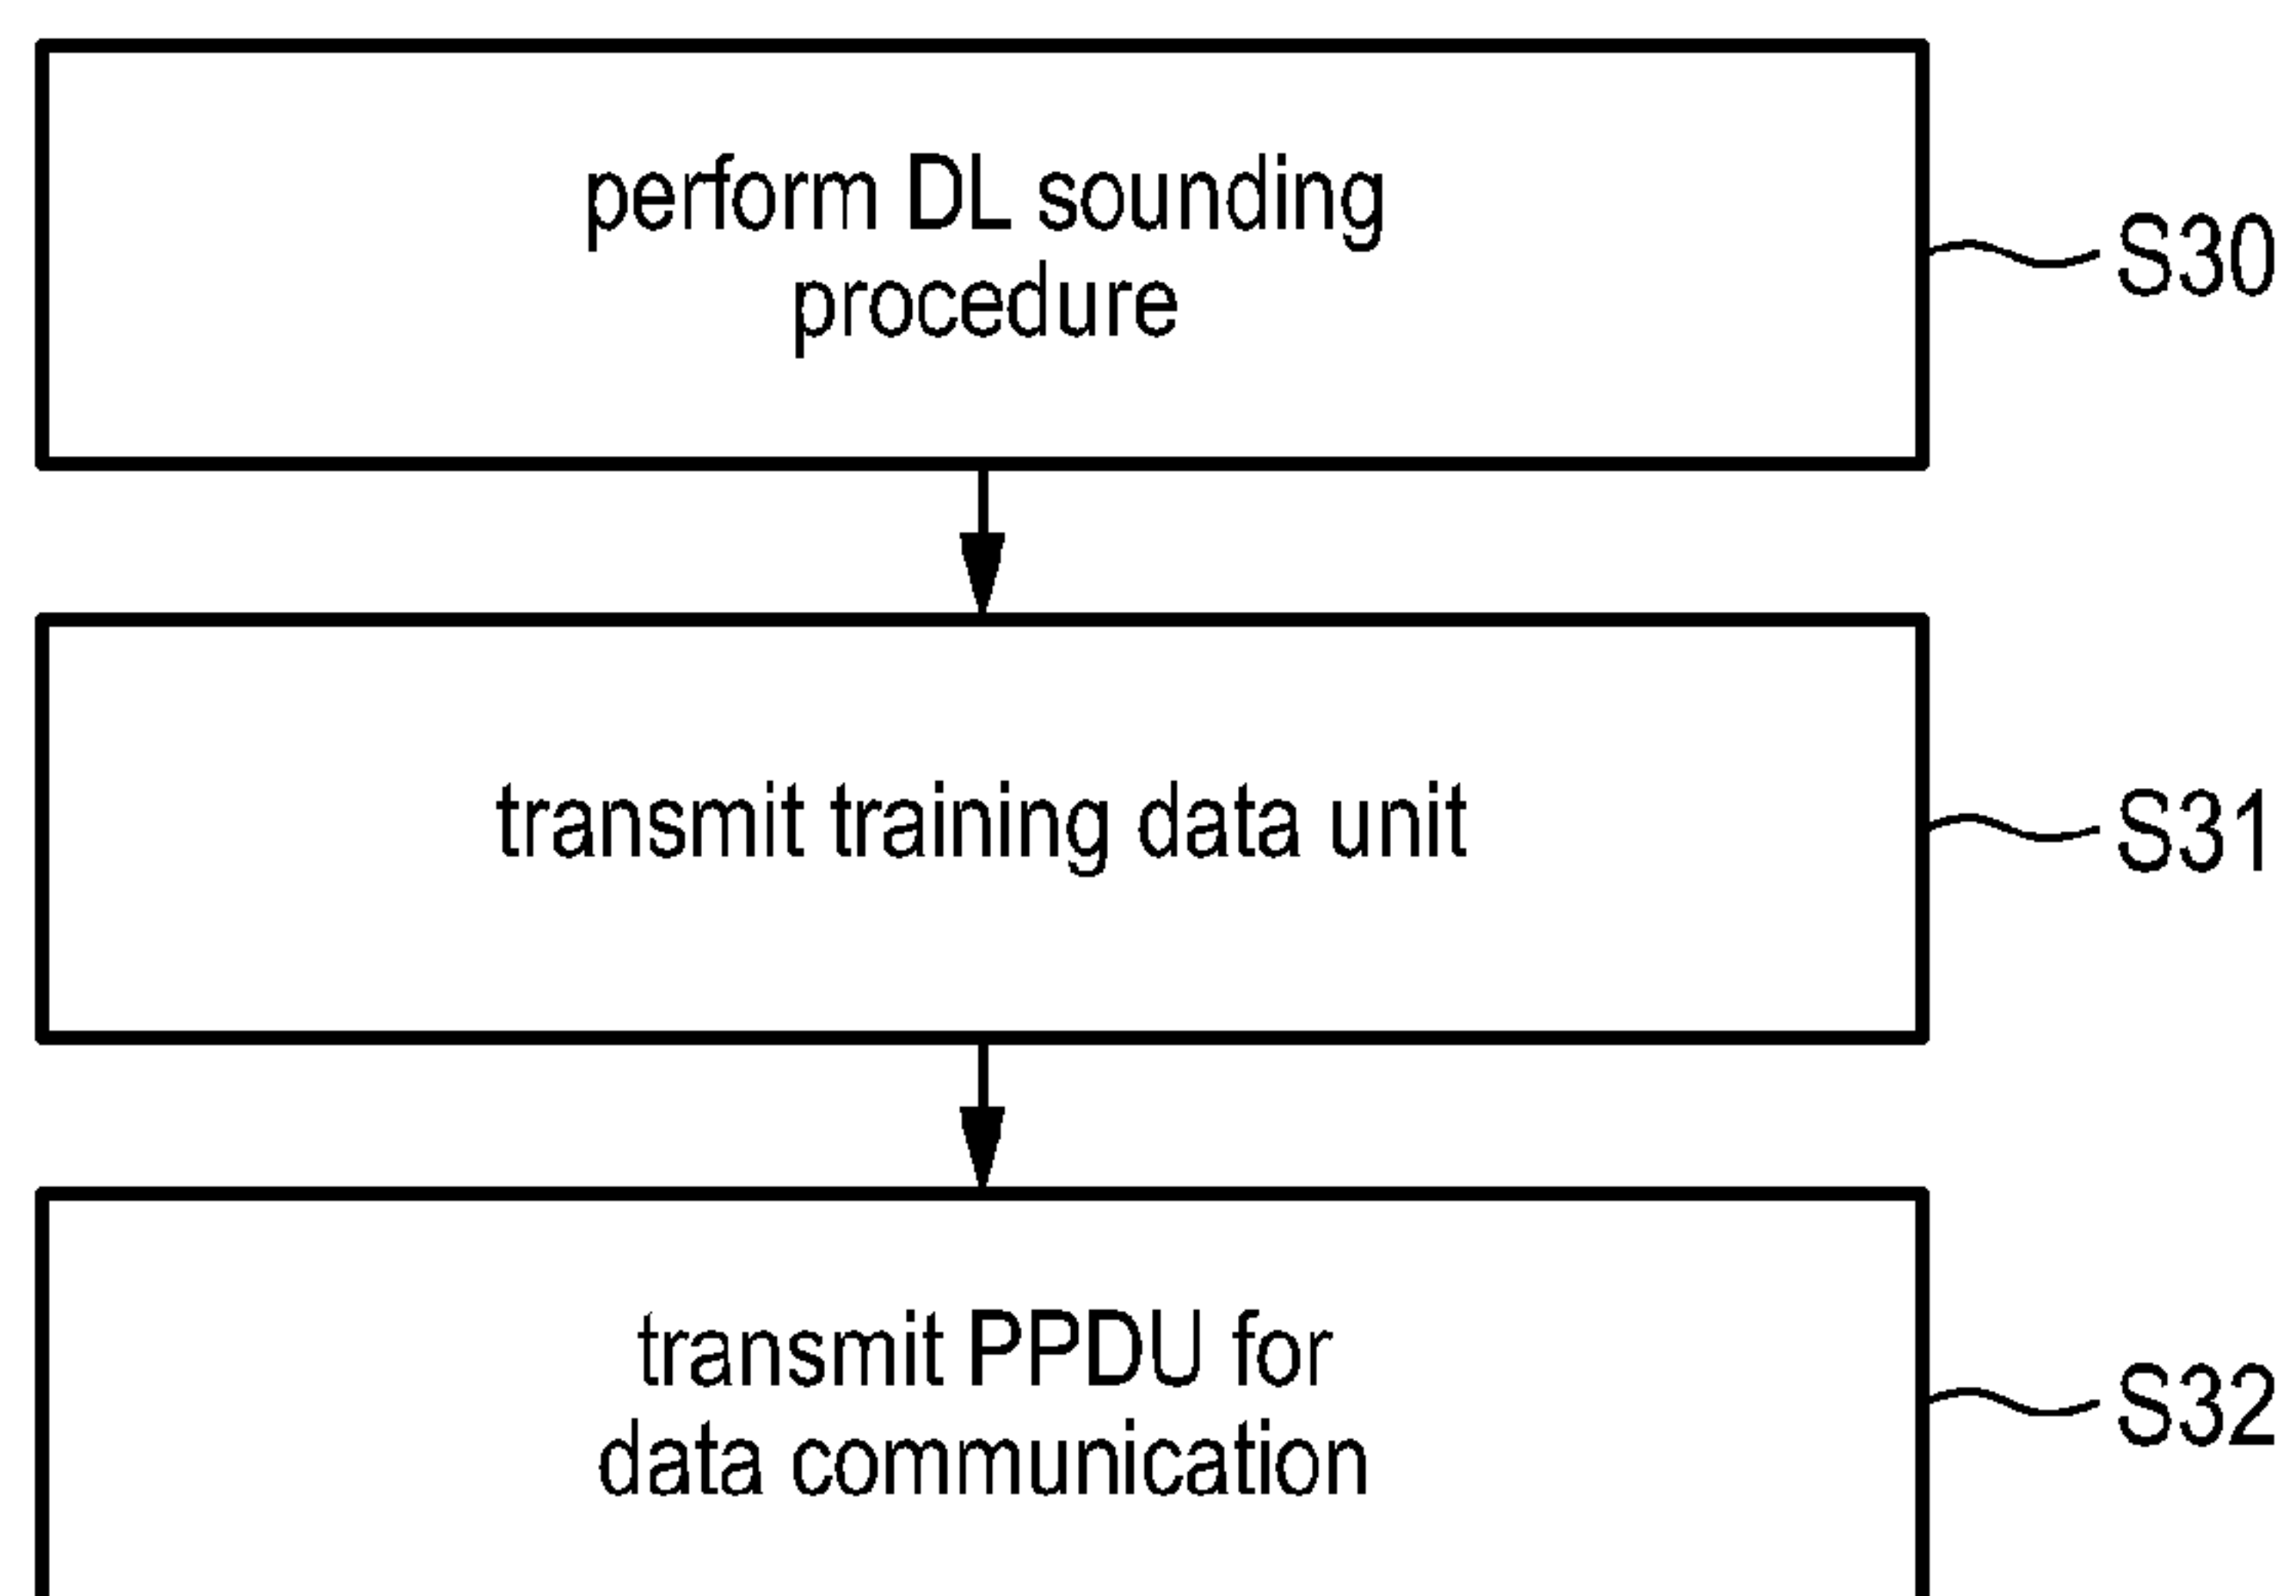 perform DL sounding
procedure
S30
transmit training data unit
S31
transmit PPDU for
data communication
S32